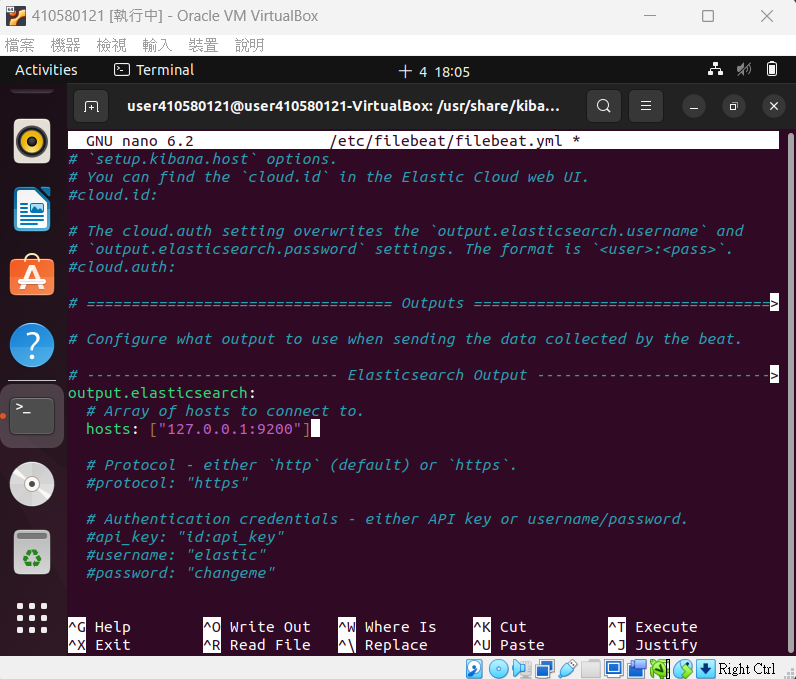 410580121 [執行中] - Oracle VM VirtualBox
檔案 機器 檢視 輸入 裝置 說明
Activities Terminal 十 4 18:05
user410580121@user410580121-VirtualBox: /usr/share/kiba...
GNU nano 6.2 /etc/filebeat/filebeat.yml *
# `setup.kibana.host` options.
# You can find the `cloud.id` in the Elastic Cloud web UI.
#cloud.id:
# The cloud.auth setting overwrites the `output.elasticsearch.username` and
# `output.elasticsearch.password` settings. The format is `<user>:<pass>`.
#cloud.auth:
# ================================== Outputs =================================>
# Configure what output to use when sending the data collected by the beat.
# ---------------------------- Elasticsearch Output -------------------------->
output.elasticsearch:
# Array of hosts to connect to.
hosts: ["127.0.0.1:9200"]
# Protocol - either `http` (default) or `https`.
#protocol: "https"
# Authentication credentials - either API key or username/password.
#api_key: "id:api_key"
#username: "elastic"
#password: "changeme"
^G Help ^O Write Out ^W Where Is ^K Cut ^T Execute
^X Exit ^R Read File ^\ Replace ^U Paste ^J Justify
Right Ctrl